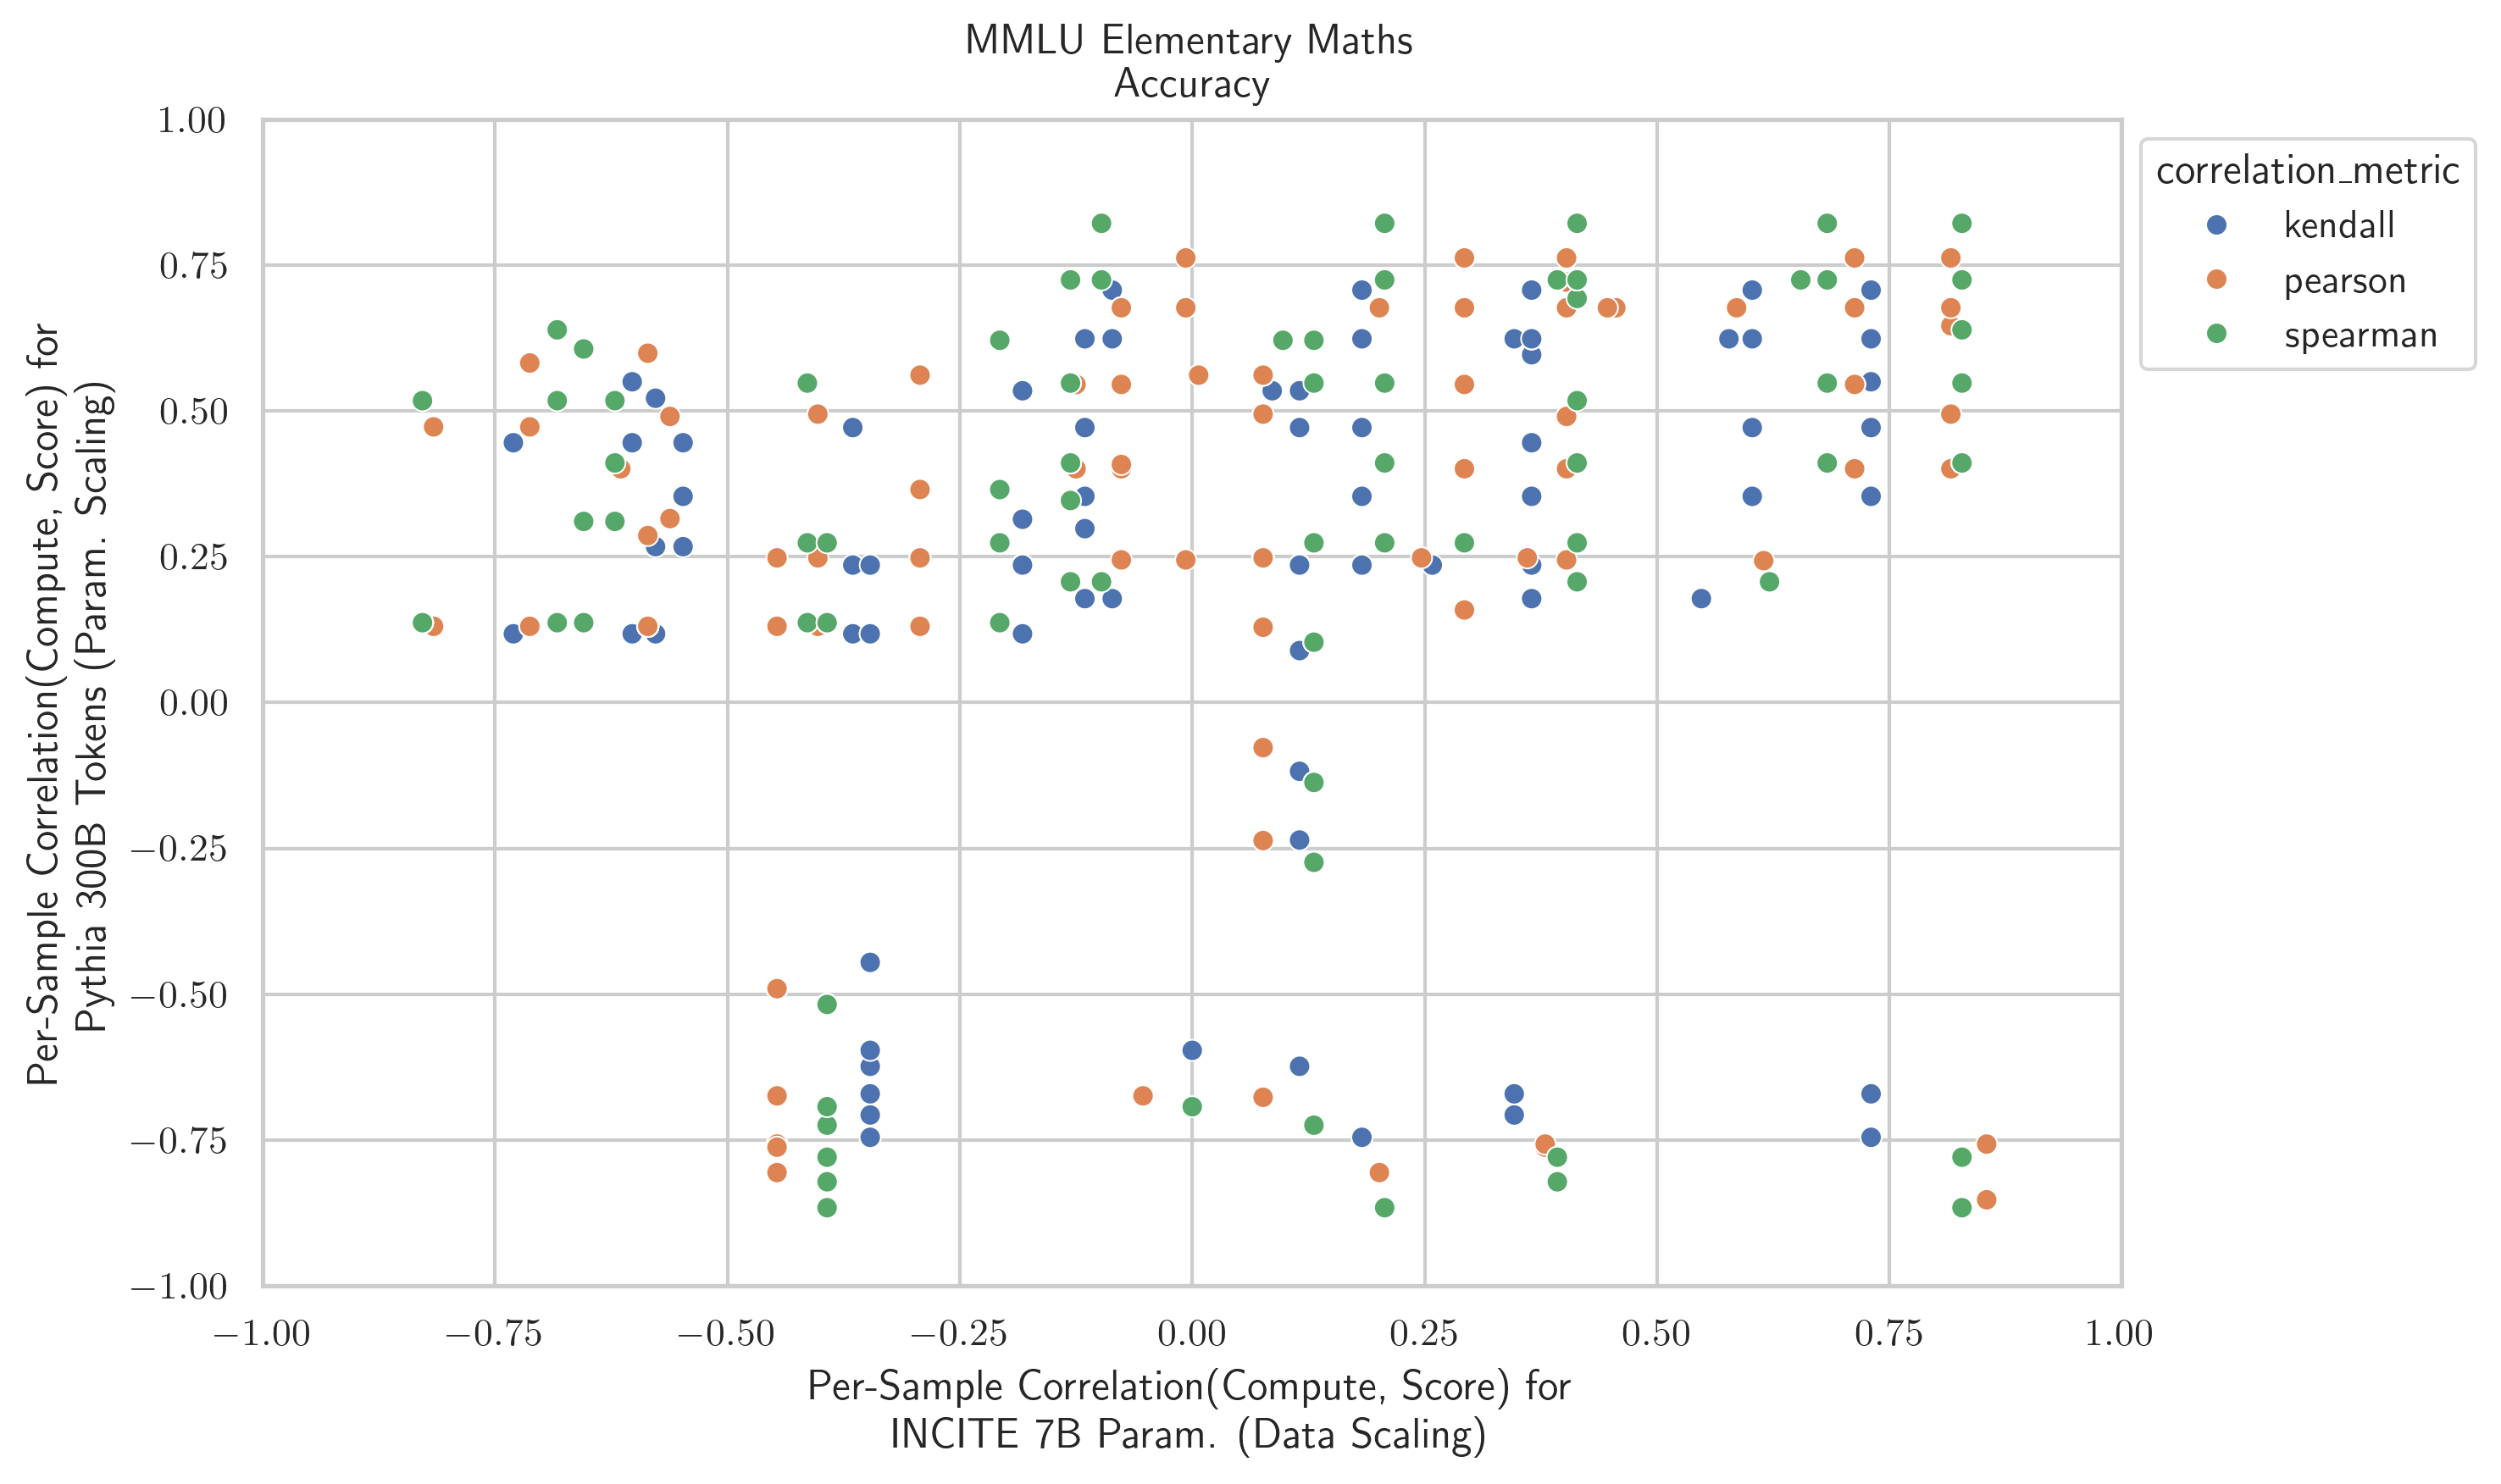 MMLU Elementary Maths
Accuracy
Per-Sample Correlation(Compute, Score) for
Pythia 300B Tokens (Param. Scaling)
1.00
0.75
0.50
0.25
0.00
−0.25
−0.50
−0.75
−1.00
−1.00 −0.75 −0.50 −0.25 0.00 0.25 0.50 0.75 1.00
Per-Sample Correlation(Compute, Score) for
INCITE 7B Param. (Data Scaling)
correlation_metric
kendall
pearson
spearman